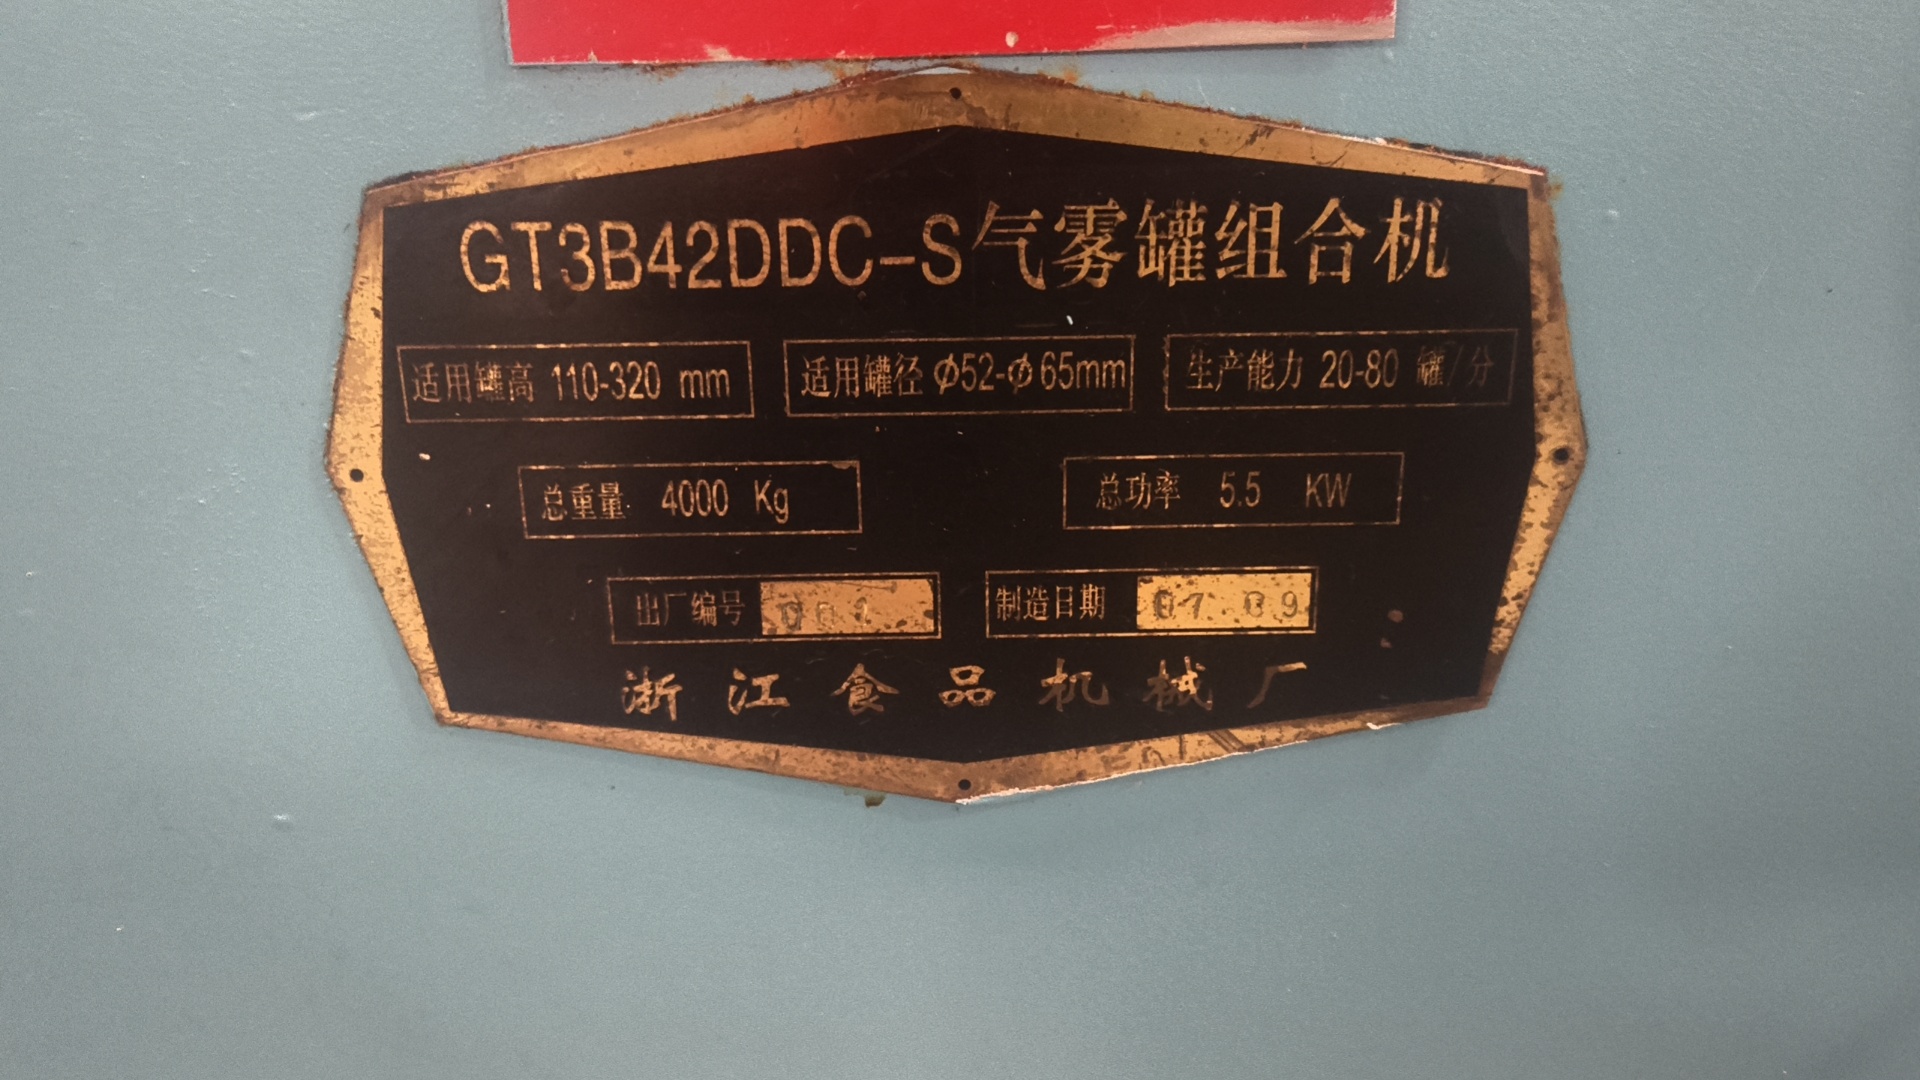 GT3B42DDC-S气雾罐组合机
适用罐高 110-320 mm 适用罐径 Φ52-Φ65mm 生产能力 20-80 罐/分
总重量 4000 Kg 总功率 5.5 KW
出厂编号 001 制造日期 07 09
浙江食品机械厂